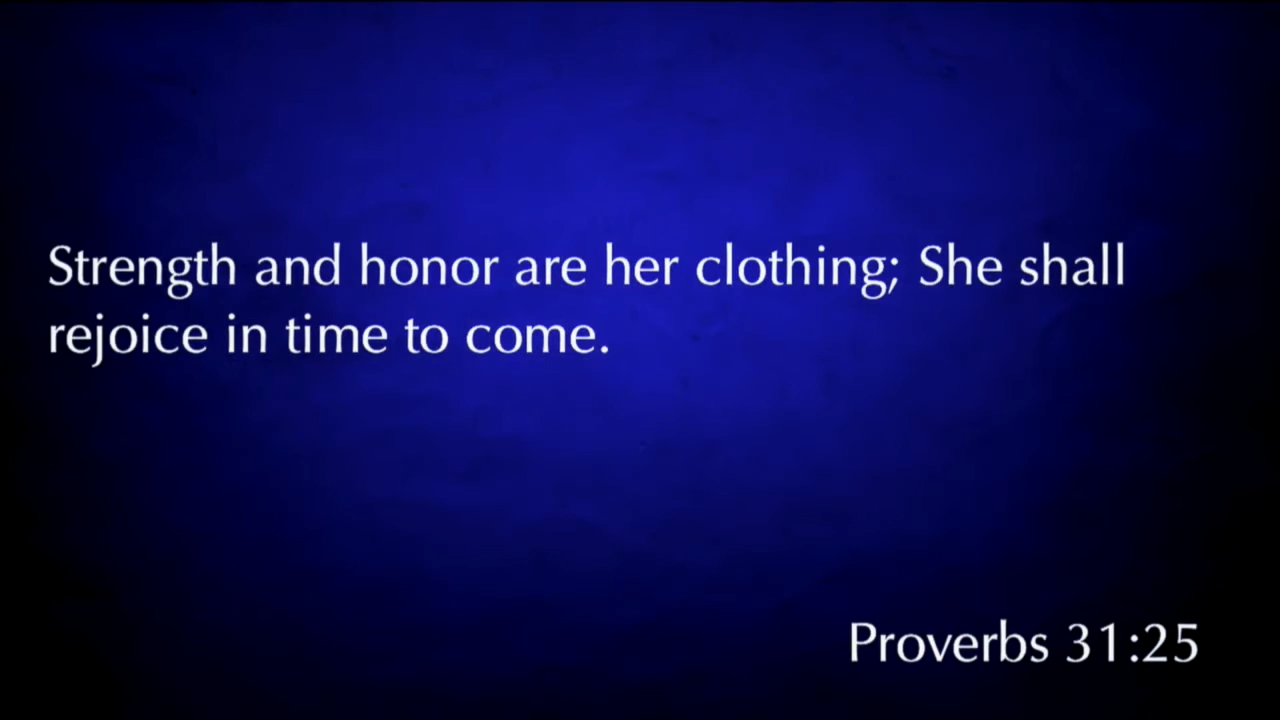 Strength and honor are her clothing; She shall
rejoice in time to come.
Proverbs 31:25